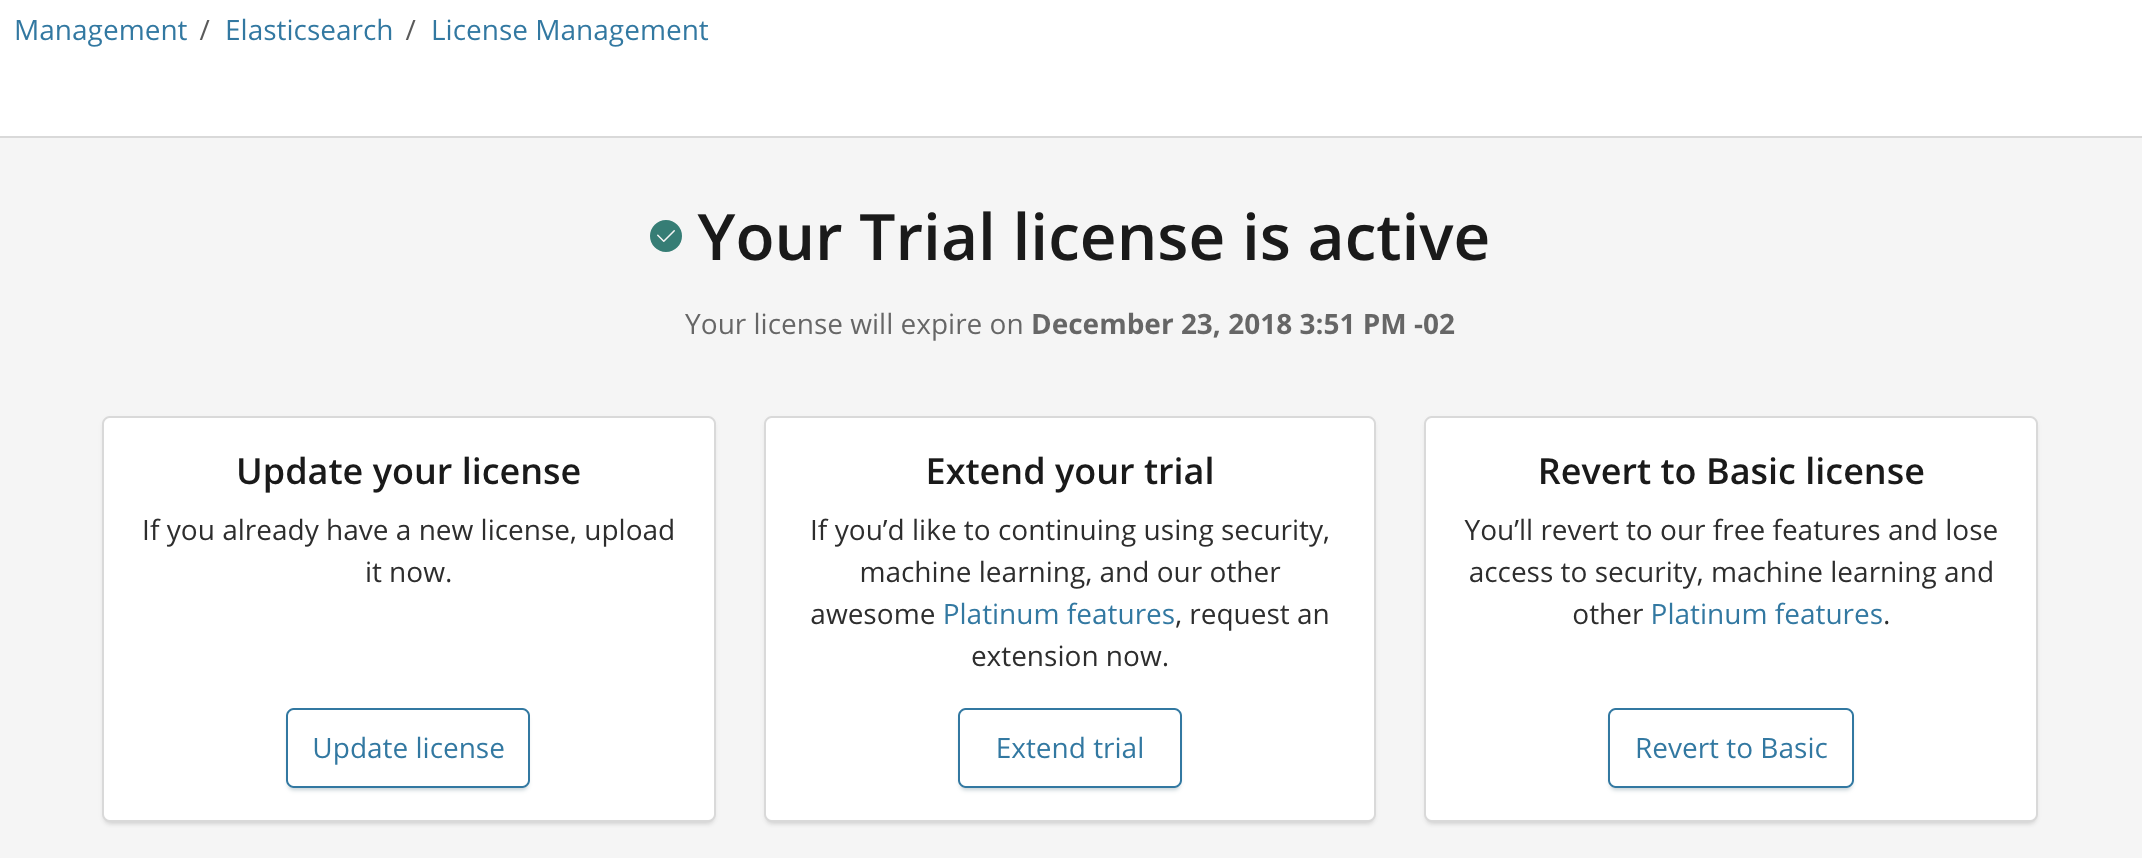 Management / Elasticsearch / License Management
Your Trial license is active
Your license will expire on December 23, 2018 3:51 PM -02
Update your license
If you already have a new license, upload
it now.
Update license
Extend your trial
If you’d like to continuing using security,
machine learning, and our other
awesome Platinum features, request an
extension now.
Extend trial
Revert to Basic license
You’ll revert to our free features and lose
access to security, machine learning and
other Platinum features.
Revert to Basic